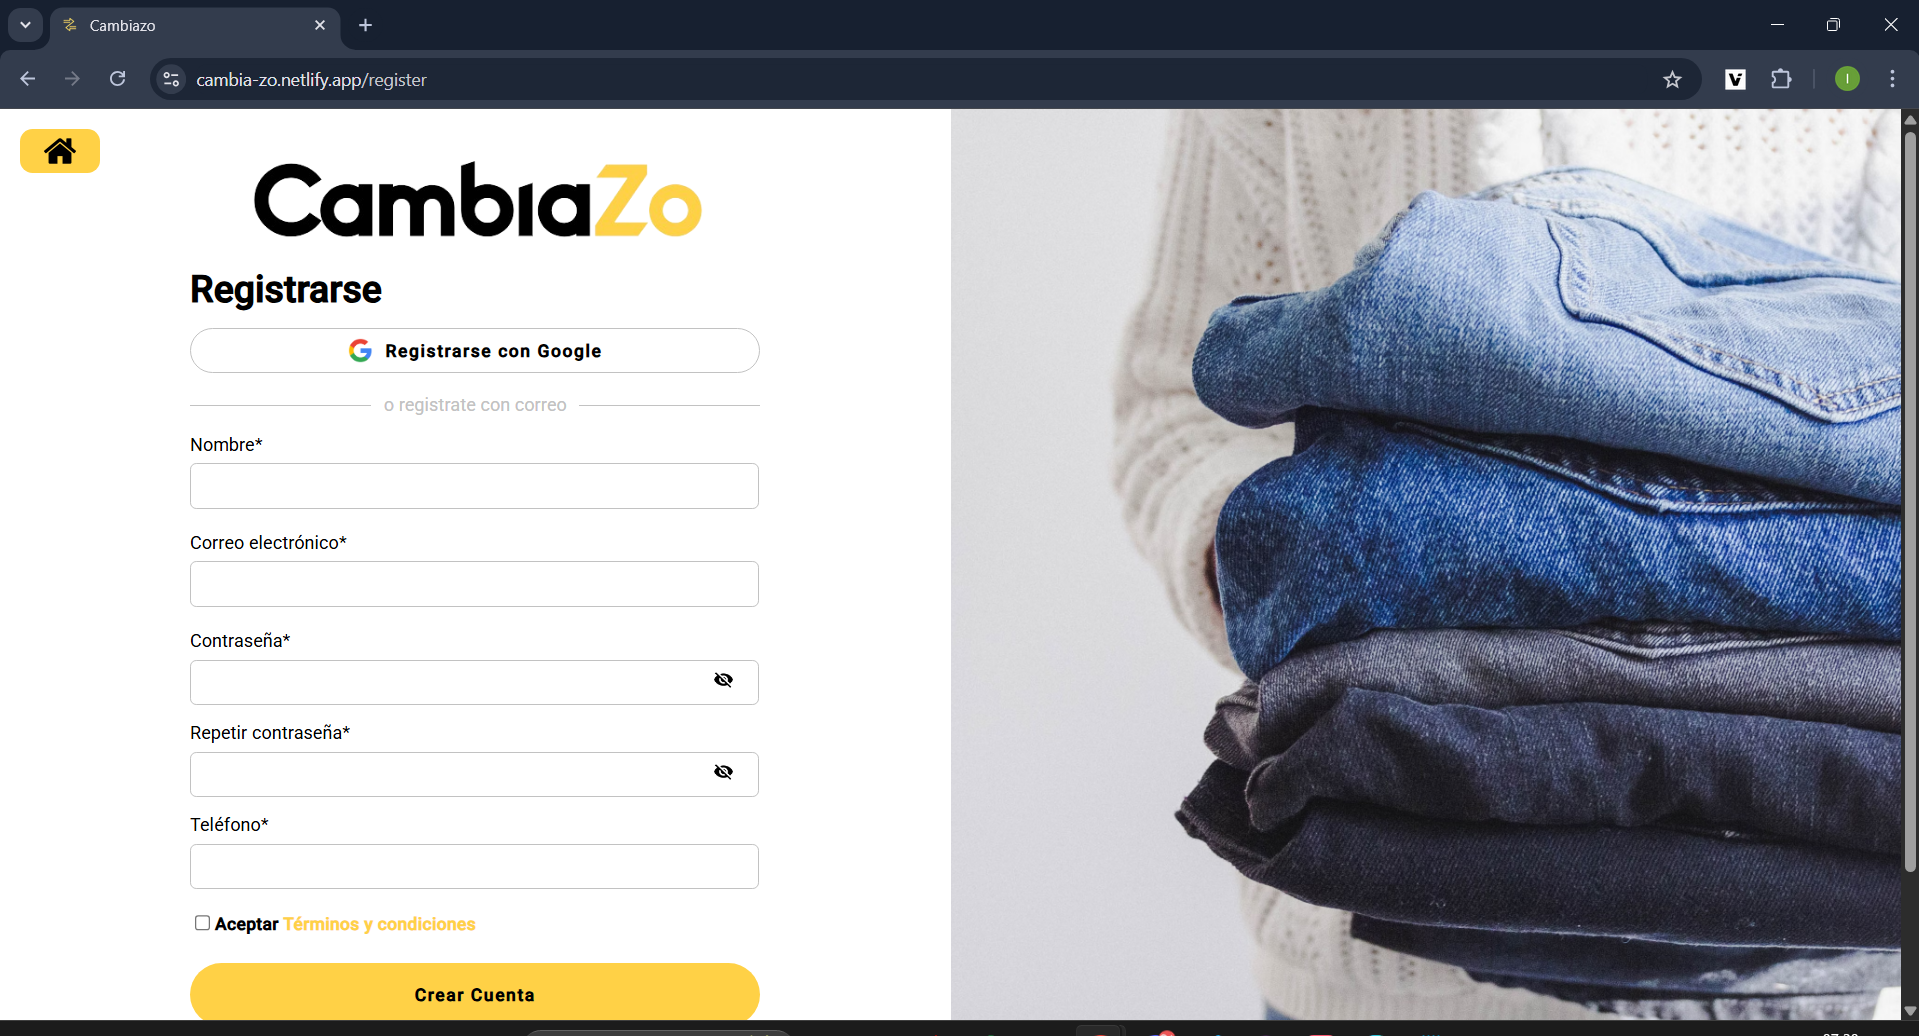 Cambiazo
cambia-zo.netlify.app/register
CambiaZo
Registrarse
Registrarse con Google
o registrate con correo
Nombre*
Correo electrónico*
Contraseña*
Repetir contraseña*
Teléfono*
Aceptar Términos y condiciones
Crear Cuenta